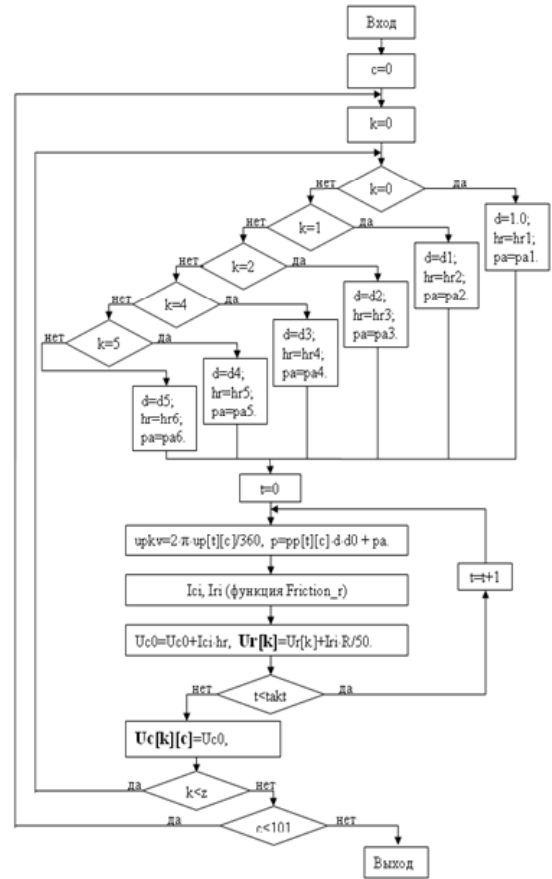 Вход
c=0
k=0
k=0
нет
да
d=1.0;
hr=hr1;
pa=pa1.
k=1
нет
да
d=d1;
hr=hr2;
pa=pa2.
k=2
нет
да
d=d2;
hr=hr3;
pa=pa3.
k=4
нет
да
d=d3;
hr=hr4;
pa=pa4.
k=5
нет
да
d=d4;
hr=hr5;
pa=pa5.
d=d5;
hr=hr6;
pa=pa6.
t=0
upkv=2·π·up[t][c]/360, p=pp[t][c]·d·d0 + pa.
t=t+1
Ici, Iri (функция Friction_r)
Uc0=Uc0+Ici·hr, Ur[k]=Ur[k]+Iri·R/50.
нет
t<takt
да
Uc[k][c]=Uc0,
да
k<z
нет
да
c<101
нет
Выход